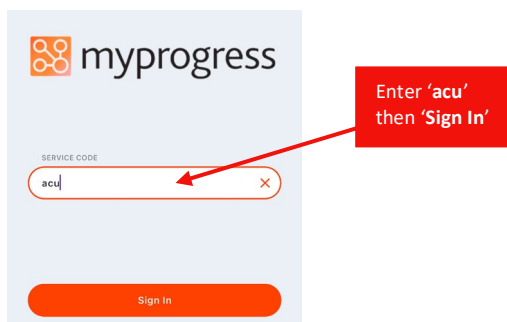 myprogress
Enter ‘acu’
then ‘Sign In’
SERVICE CODE
acu
Sign In